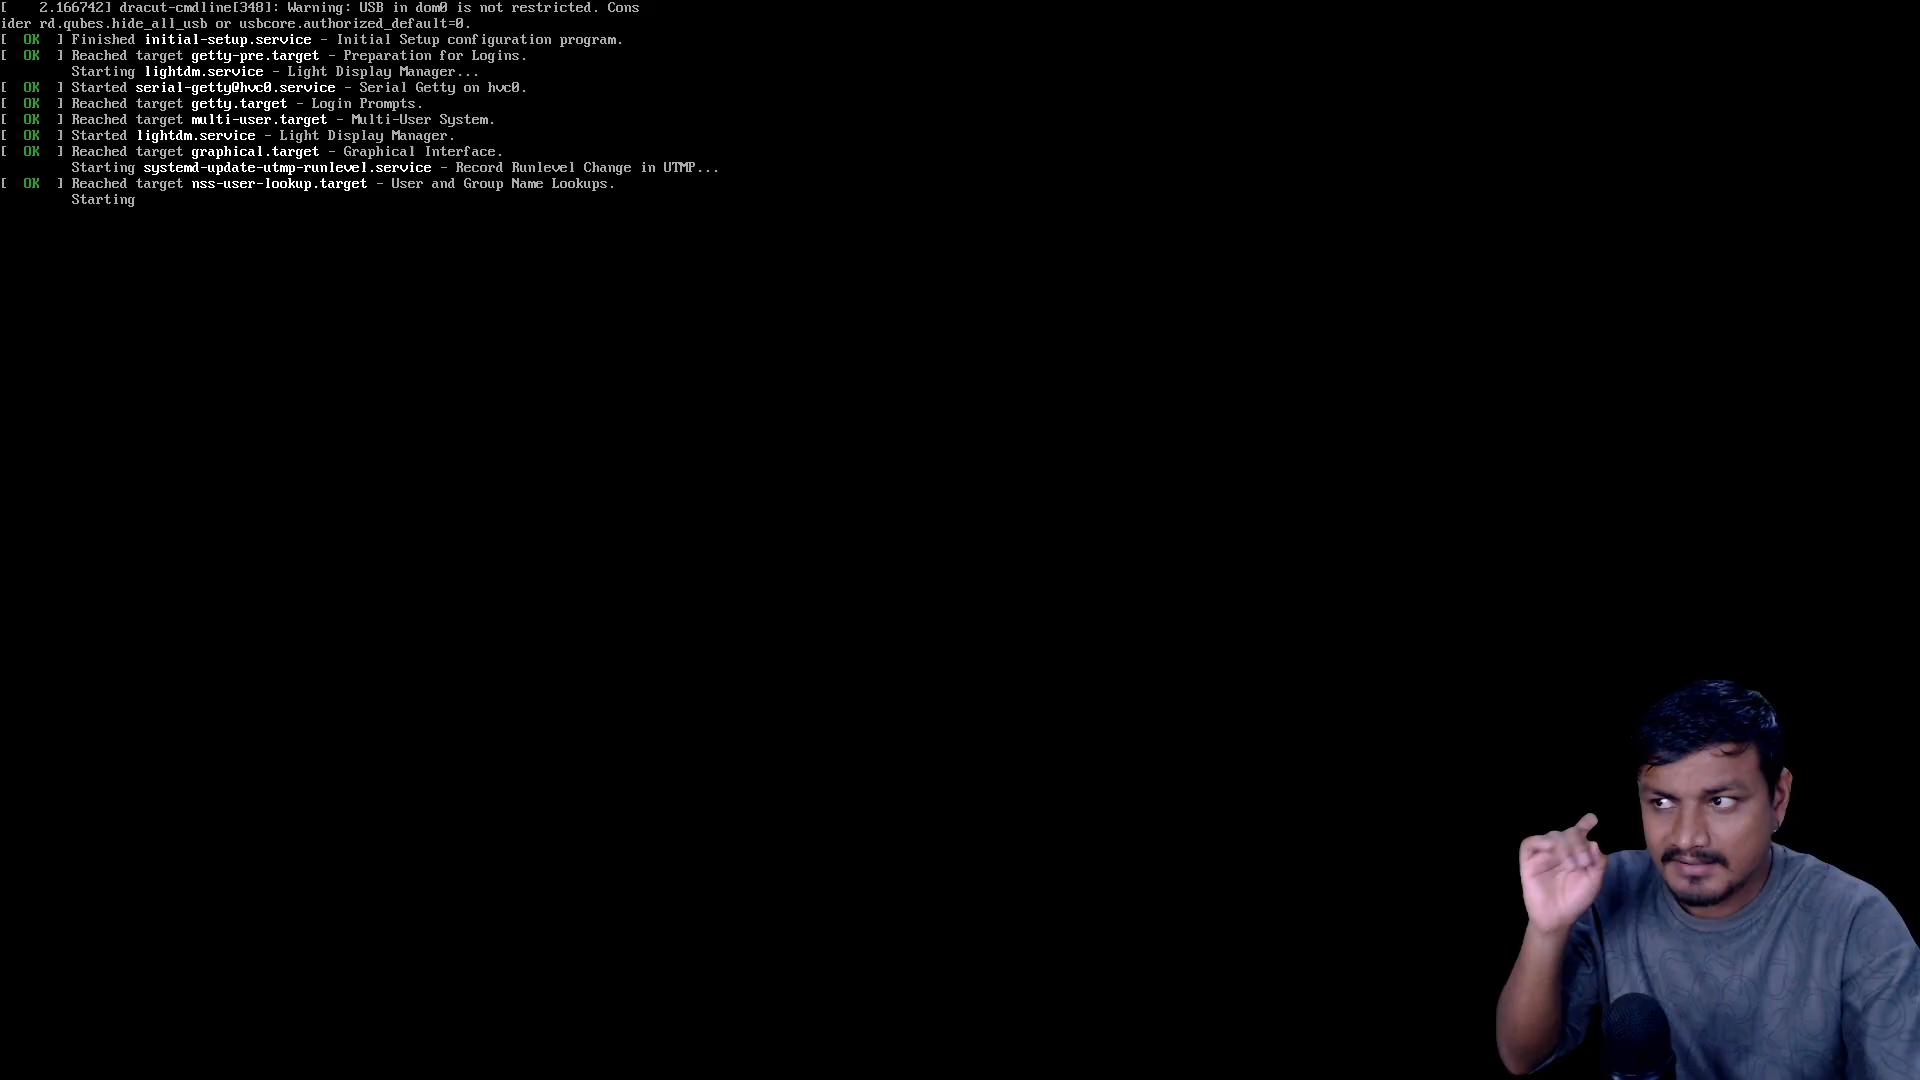 [    2.166742] dracut-cmdline[348]: Warning: USB in dom0 is not restricted. Cons
ider rd.qubes.hide_all_usb or usbcore.authorized_default=0.
[  OK  ] Finished initial-setup.service - Initial Setup configuration program.
[  OK  ] Reached target getty-pre.target - Preparation for Logins.
         Starting lightdm.service - Light Display Manager...
[  OK  ] Started serial-getty@hvc0.service - Serial Getty on hvc0.
[  OK  ] Reached target getty.target - Login Prompts.
[  OK  ] Reached target multi-user.target - Multi-User System.
[  OK  ] Started lightdm.service - Light Display Manager.
[  OK  ] Reached target graphical.target - Graphical Interface.
         Starting systemd-update-utmp-runlevel.service - Record Runlevel Change in UTMP...
[  OK  ] Reached target nss-user-lookup.target - User and Group Name Lookups.
         Starting